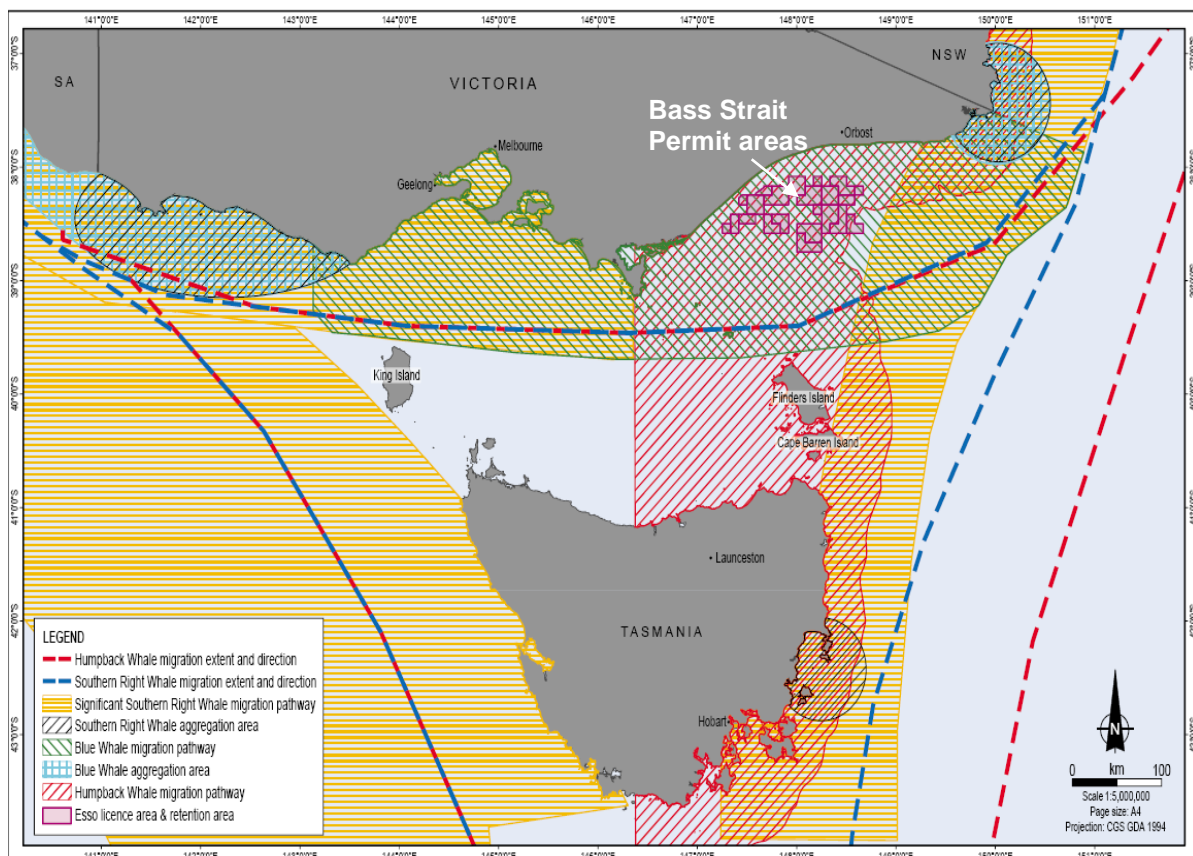 141°0'0"E 142°0'0"E 143°0'0"E 144°0'0"E 145°0'0"E 146°0'0"E 147°0'0"E 148°0'0"E 149°0'0"E 150°0'0"E 151°0'0"E
37°0'0"S
38°0'0"S
39°0'0"S
40°0'0"S
41°0'0"S
42°0'0"S
43°0'0"S
SA
VICTORIA
NSW
Bass Strait
Permit areas
Orbost
Melbourne
Geelong
King Island
Flinders Island
Cape Barren Island
Launceston
TASMANIA
Hobart
LEGEND
Humpback Whale migration extent and direction
Southern Right Whale migration extent and direction
Significant Southern Right Whale migration pathway
Southern Right Whale aggregation area
Blue Whale migration pathway
Blue Whale aggregation area
Humpback Whale migration pathway
Esso licence area & retention area
N
0 km 100
Scale 1:5,000,000
Page size: A4
Projection: CGS GDA 1994